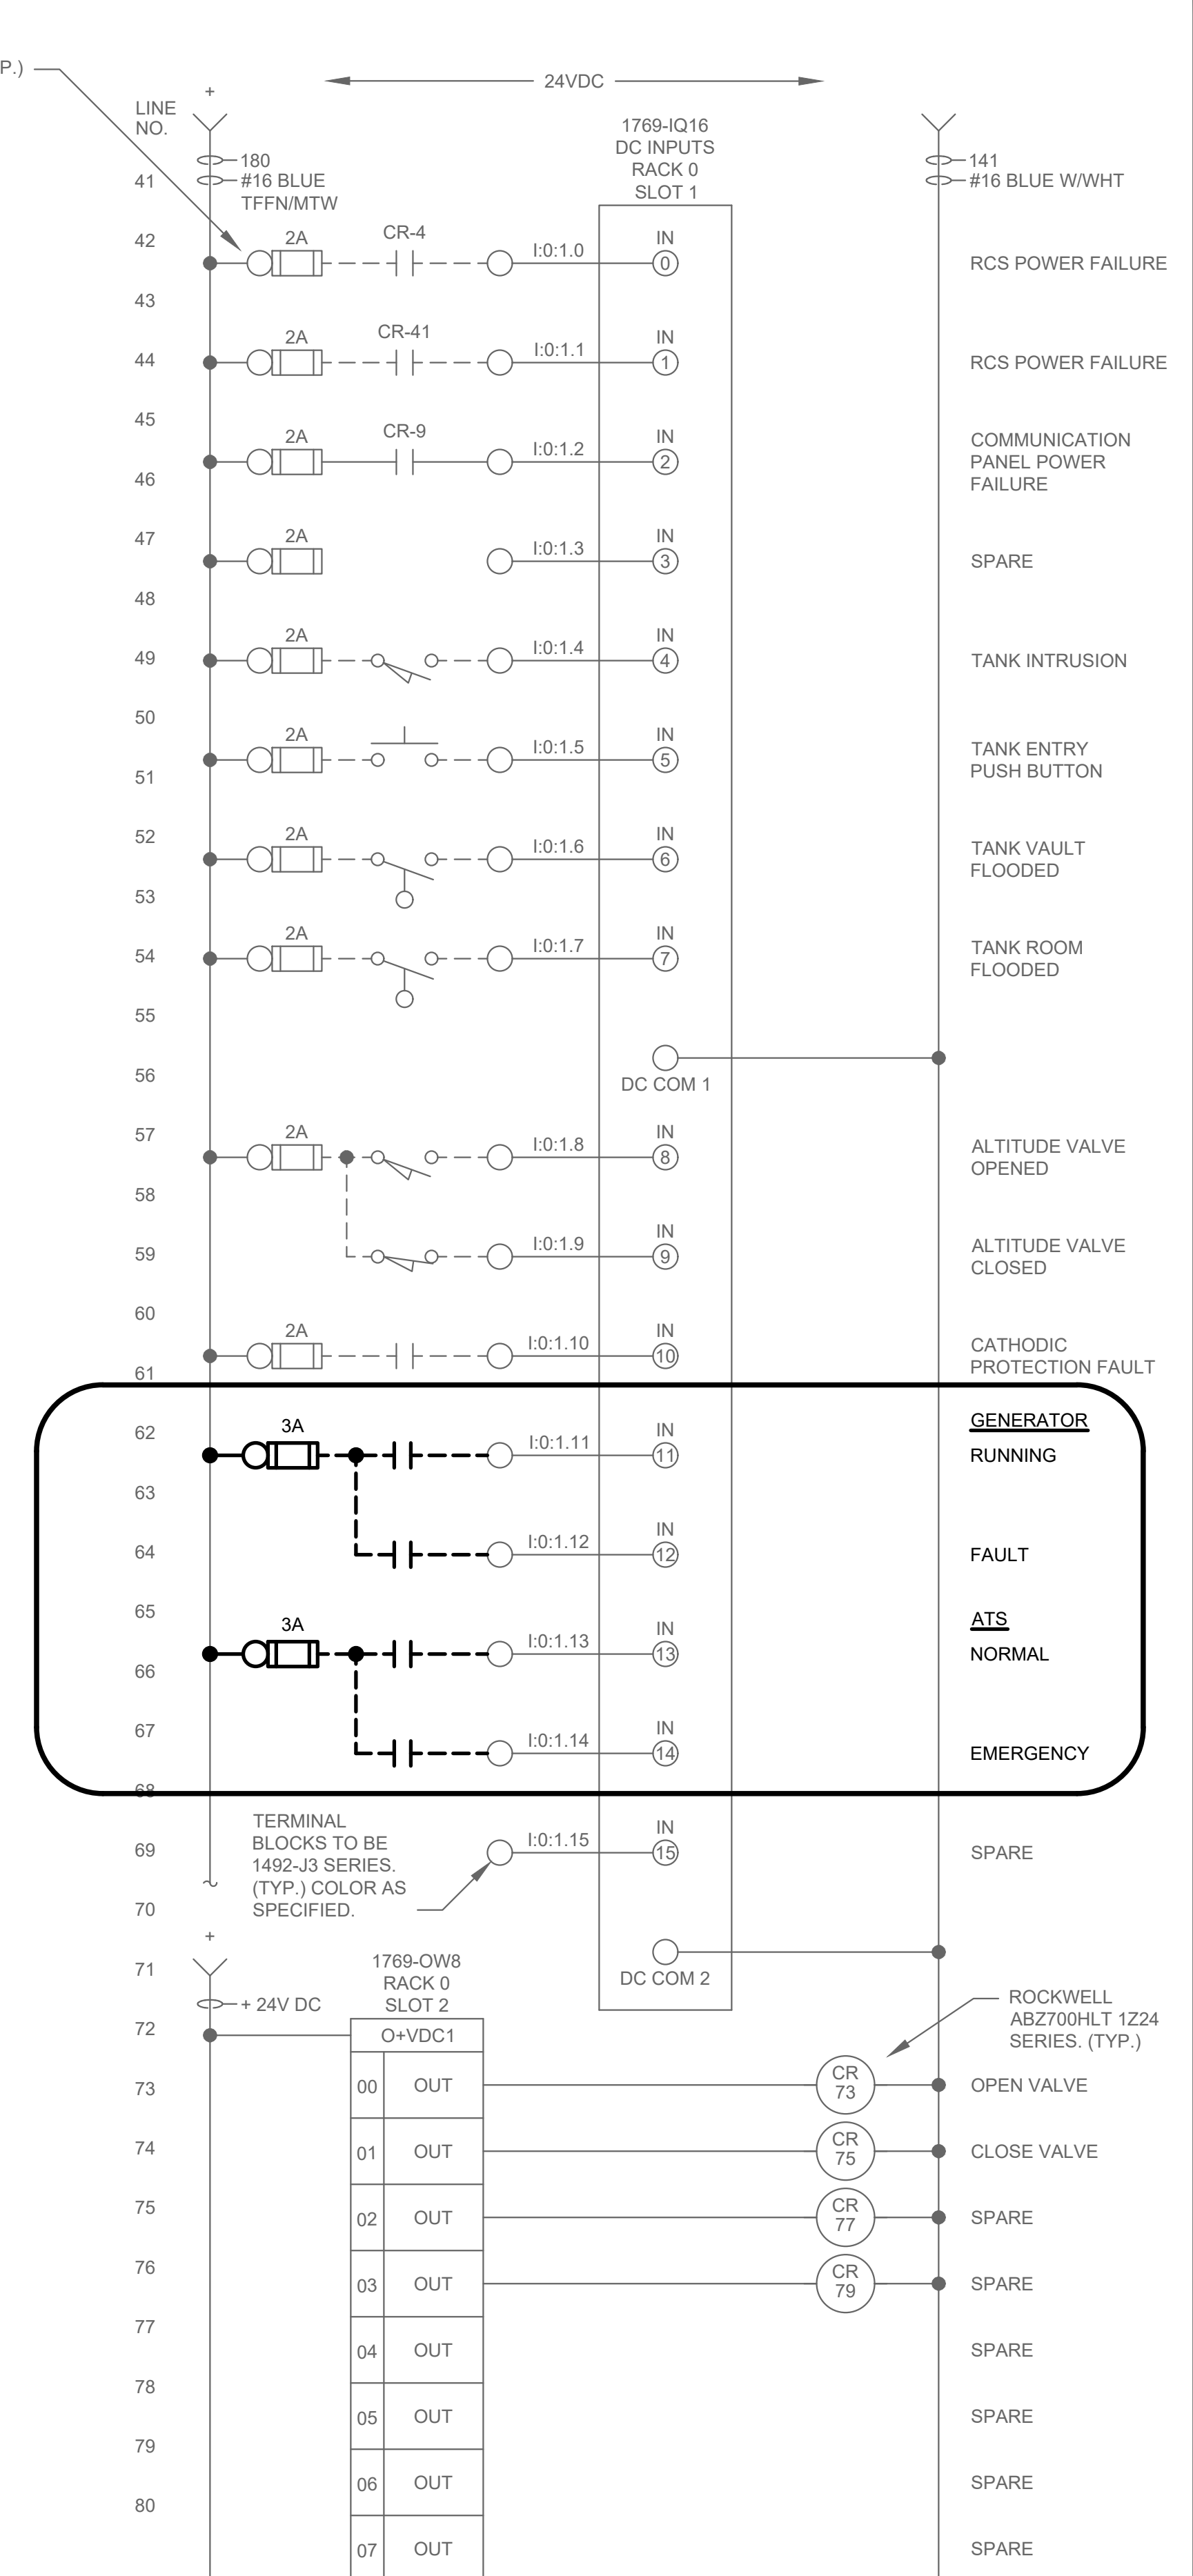 P.)
24VDC
+
LINE
NO.
1769-IQ16
DC INPUTS
RACK 0
SLOT 1
180
141
41
#16 BLUE
TFFN/MTW
#16 BLUE W/WHT
42
2A
CR-4
I:0:1.0
IN
0
RCS POWER FAILURE
43
44
2A
CR-41
I:0:1.1
IN
1
RCS POWER FAILURE
45
2A
CR-9
I:0:1.2
IN
2
COMMUNICATION
PANEL POWER
FAILURE
46
47
2A
I:0:1.3
IN
3
SPARE
48
49
2A
I:0:1.4
IN
4
TANK INTRUSION
50
2A
I:0:1.5
IN
5
TANK ENTRY
PUSH BUTTON
51
52
2A
I:0:1.6
IN
6
TANK VAULT
FLOODED
53
54
2A
I:0:1.7
IN
7
TANK ROOM
FLOODED
55
56
DC COM 1
57
2A
I:0:1.8
IN
8
ALTITUDE VALVE
OPENED
58
59
I:0:1.9
IN
9
ALTITUDE VALVE
CLOSED
60
2A
I:0:1.10
IN
10
CATHODIC
PROTECTION FAULT
61
GENERATOR
62
3A
I:0:1.11
IN
11
RUNNING
63
64
I:0:1.12
IN
12
FAULT
65
ATS
3A
I:0:1.13
IN
13
NORMAL
66
67
I:0:1.14
IN
14
EMERGENCY
68
TERMINAL
BLOCKS TO BE
1492-J3 SERIES.
(TYP.) COLOR AS
SPECIFIED.
69
I:0:1.15
IN
15
SPARE
70
+
71
1769-OW8
RACK 0
SLOT 2
DC COM 2
+ 24V DC
ROCKWELL
ABZ700HLT 1Z24
SERIES. (TYP.)
72
O+VDC1
73
00
OUT
CR
73
OPEN VALVE
74
01
OUT
CR
75
CLOSE VALVE
75
02
OUT
CR
77
SPARE
76
03
OUT
CR
79
SPARE
77
04
OUT
SPARE
78
05
OUT
SPARE
79
06
OUT
SPARE
80
07
OUT
SPARE